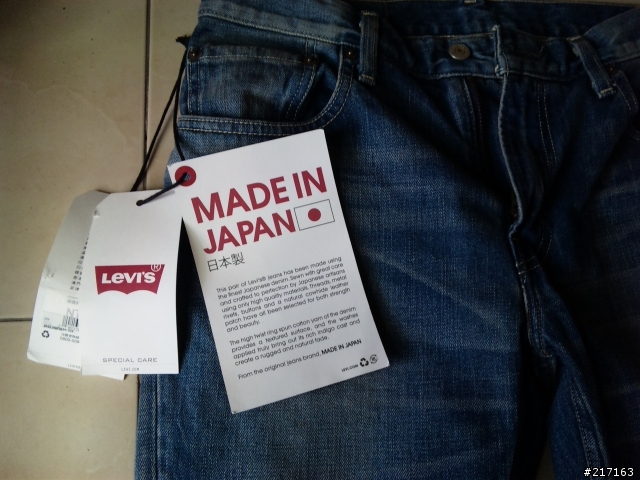 MADE IN
JAPAN
日本製
This pair of Levi's® jeans has been made using
the finest Japanese denim. Sewn with great care
and crafted to perfection by Japanese artisans
using only high quality materials. Threads, metal
rivets, buttons and a natural cowhide leather
patch have all been selected for both strength
and beauty.
The high twist ring spun cotton yarn of the denim
provides a textured surface, and the washes
applied truly bring out its rich indigo cast and
create a rugged and natural fade.
From the original jeans brand, MADE IN JAPAN
LEVI.COM
LEVI'S®
SPECIAL CARE
LEVI.COM
#217163